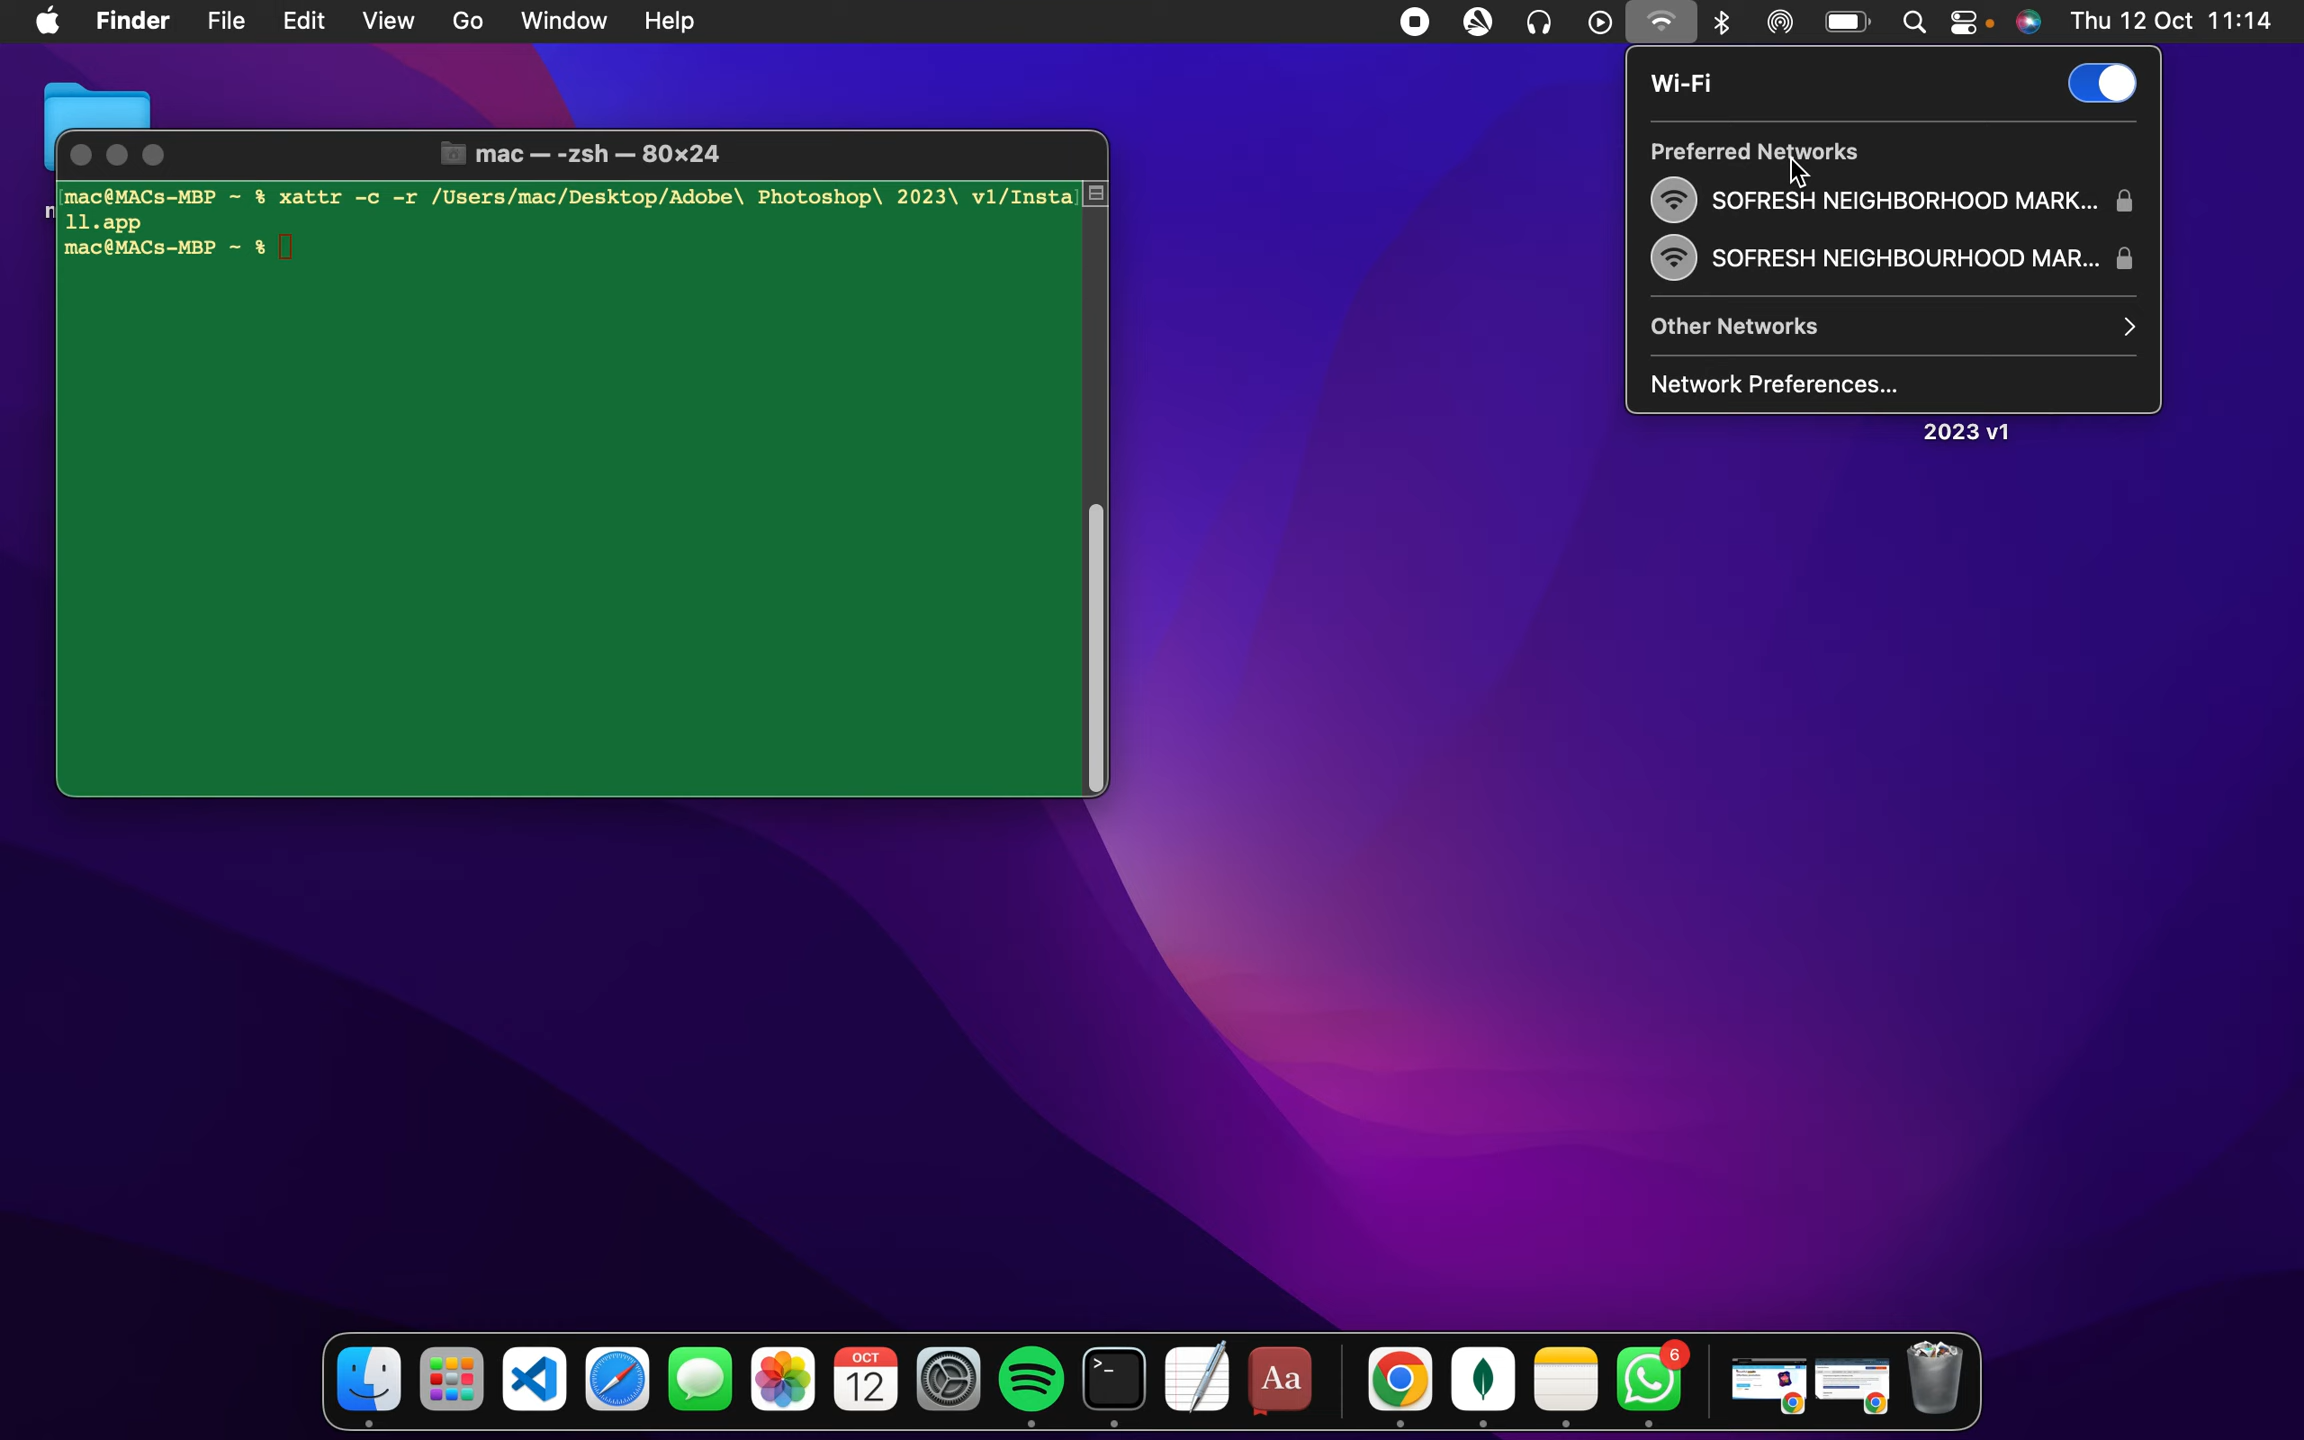 Finder File Edit View Go Window Help Thu 12 Oct 11:14
mac — -zsh — 80×24
mac@MACs-MBP ~ % xattr -c -r /Users/mac/Desktop/Adobe\ Photoshop\ 2023\ v1/Insta
ll.app
mac@MACs-MBP ~ %
Wi-Fi
Preferred Networks
SOFRESH NEIGHBORHOOD MARK...
SOFRESH NEIGHBOURHOOD MAR...
Other Networks
Network Preferences...
2023 v1
OCT
12
>_
Aa
6